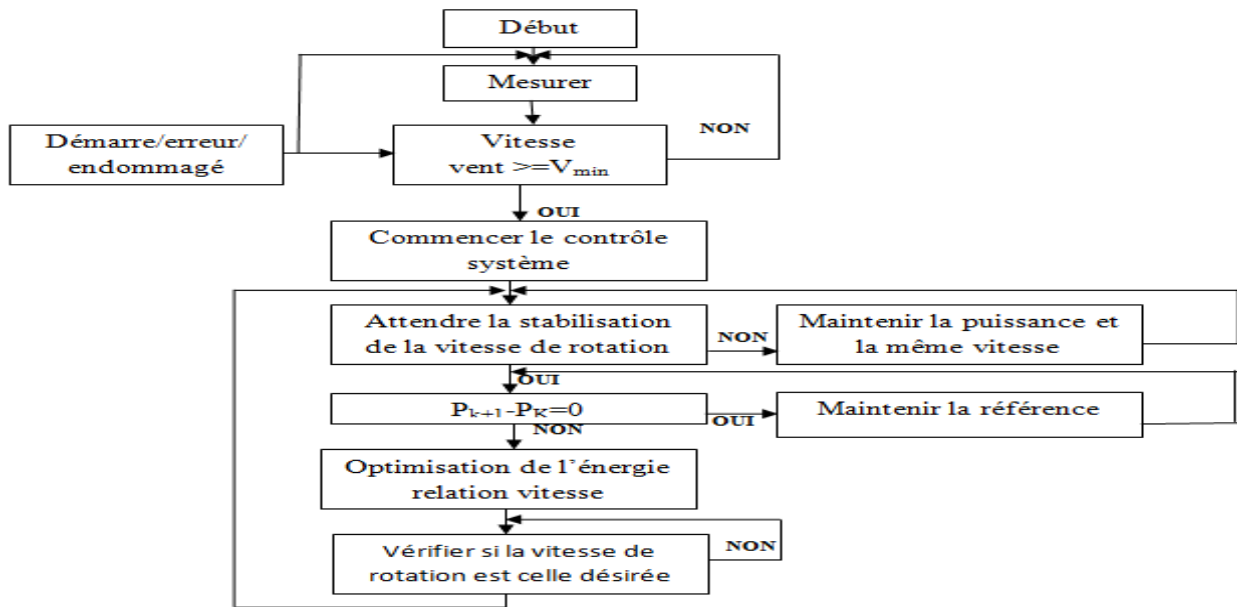 Début
Mesurer
Démarre/erreur/
endommagé
Vitesse
vent >=Vmin
NON
OUI
Commencer le contrôle
système
Attendre la stabilisation
de la vitesse de rotation
NON
Maintenir la puissance et
la même vitesse
OUI
Pk+1-PK=0
OUI
Maintenir la référence
NON
Optimisation de l'énergie
relation vitesse
Vérifier si la vitesse de
rotation est celle désirée
NON